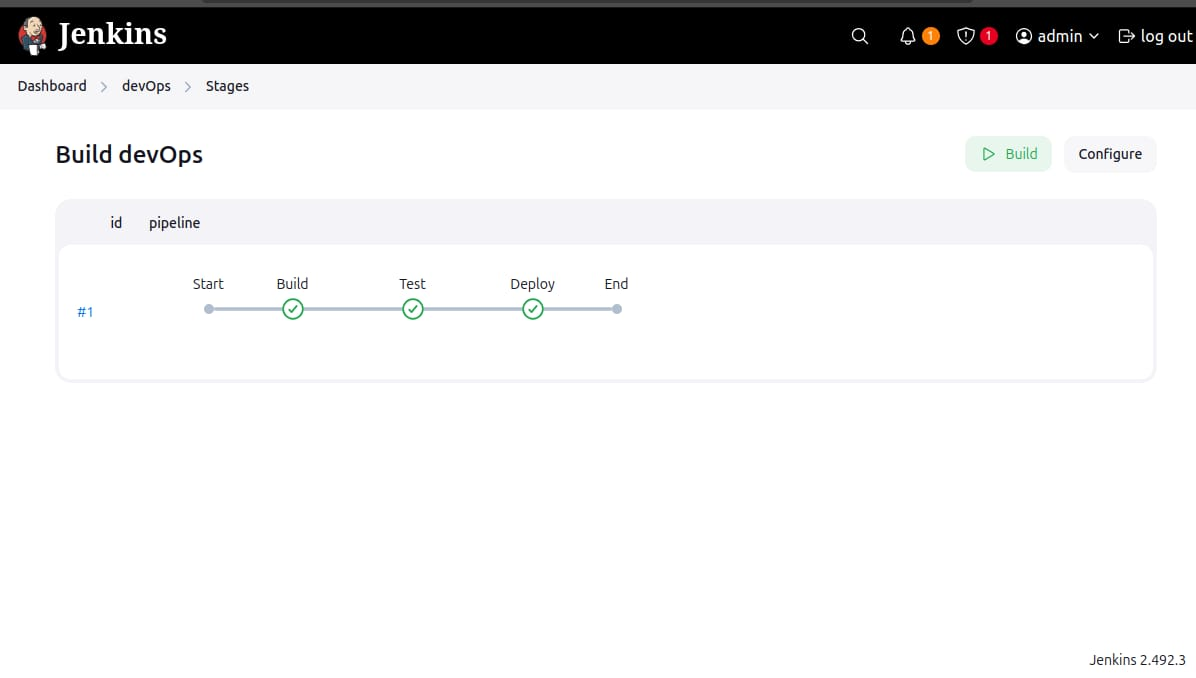 Jenkins 1 1 admin log out
Dashboard devOps Stages
Build devOps Build Configure
id pipeline
Start Build Test Deploy End
#1
Jenkins 2.492.3